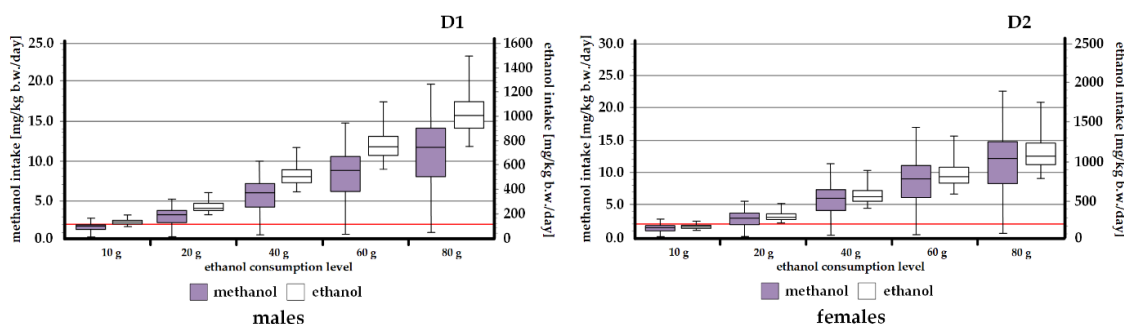 D1
methanol intake [mg/kg b.w./day]
25.0
20.0
15.0
10.0
5.0
0.0
1600
1400
1200
1000
800
600
400
200
0
ethanol intake [mg/kg b.w./day]
10 g 20 g 40 g 60 g 80 g
ethanol consumption level
methanol ethanol
males
D2
methanol intake [mg/kg b.w./day]
30.0
25.0
20.0
15.0
10.0
5.0
0.0
2500
2000
1500
1000
500
0
ethanol intake [mg/kg b.w./day]
10 g 20 g 40 g 60 g 80 g
ethanol consumption level
methanol ethanol
females